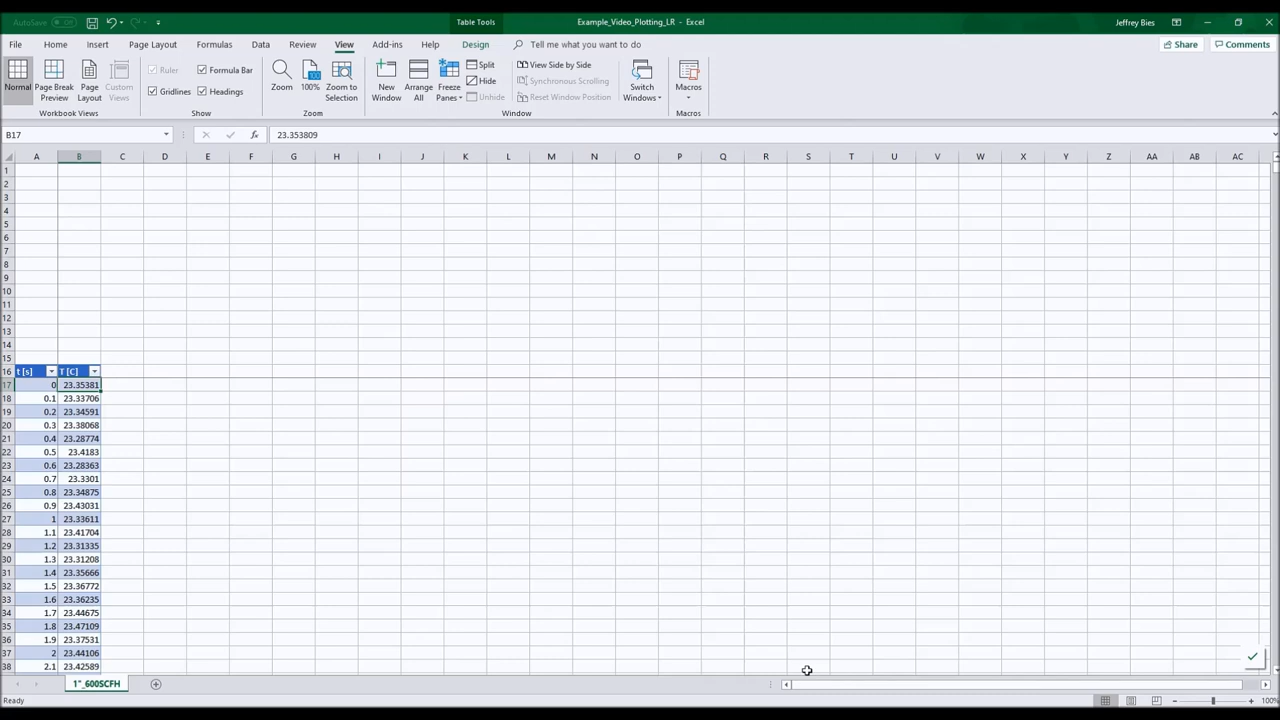 AutoSave Off Table Tools Example_Video_Plotting_LR - Excel Jeffrey Bies
File Home Insert Page Layout Formulas Data Review View Add-ins Help Design Tell me what you want to do Share Comments
Normal Page Break Preview Page Layout Custom Views
Ruler Formula Bar
Gridlines Headings
Zoom 100% Zoom to Selection
New Window Arrange All Freeze Panes
Split
Hide
Unhide
View Side by Side
Synchronous Scrolling
Reset Window Position
Switch Windows
Macros
Workbook Views Show Zoom Window Macros
B17 fx 23.353809
A B C D E F G H I J K L M N O P Q R S T U V W X Y Z AA AB AC
1
2
3
4
5
6
7
8
9
10
11
12
13
14
15
16 t [s] T [C]
17 0 23.35381
18 0.1 23.33706
19 0.2 23.34591
20 0.3 23.38068
21 0.4 23.28774
22 0.5 23.4183
23 0.6 23.28363
24 0.7 23.3301
25 0.8 23.34875
26 0.9 23.43031
27 1 23.33611
28 1.1 23.41704
29 1.2 23.31335
30 1.3 23.31208
31 1.4 23.35666
32 1.5 23.36772
33 1.6 23.36235
34 1.7 23.44675
35 1.8 23.47109
36 1.9 23.37531
37 2 23.44106
38 2.1 23.42589
1"_600SCFH
Ready 100%